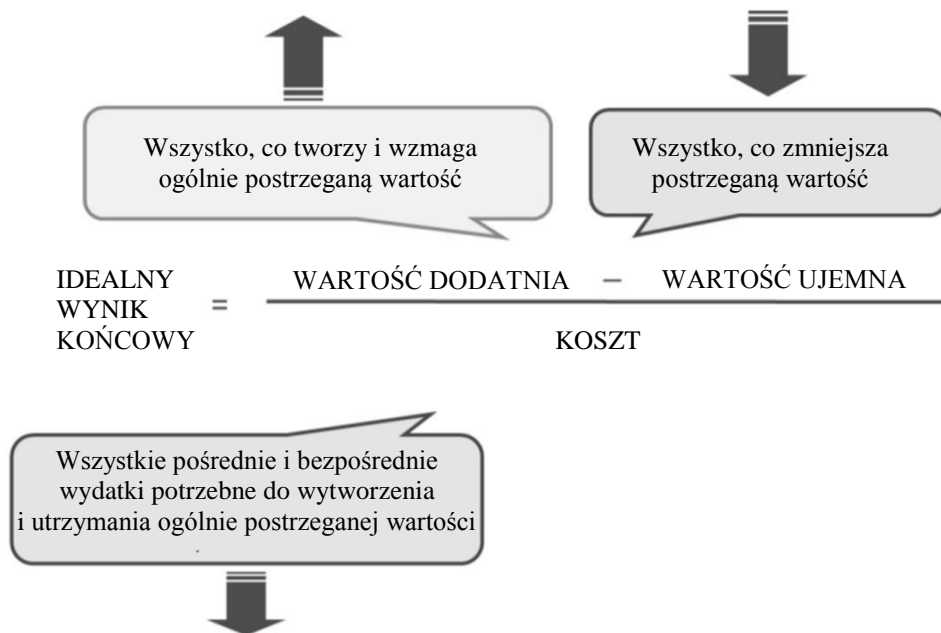 Wszystko, co tworzy i wzmaga
ogólnie postrzeganą wartość
Wszystko, co zmniejsza
postrzeganą wartość
IDEALNY
WYNIK
KOŃCOWY
=
WARTOŚĆ DODATNIA – WARTOŚĆ UJEMNA
KOSZT
Wszystkie pośrednie i bezpośrednie
wydatki potrzebne do wytworzenia
i utrzymania ogólnie postrzeganej wartości
.